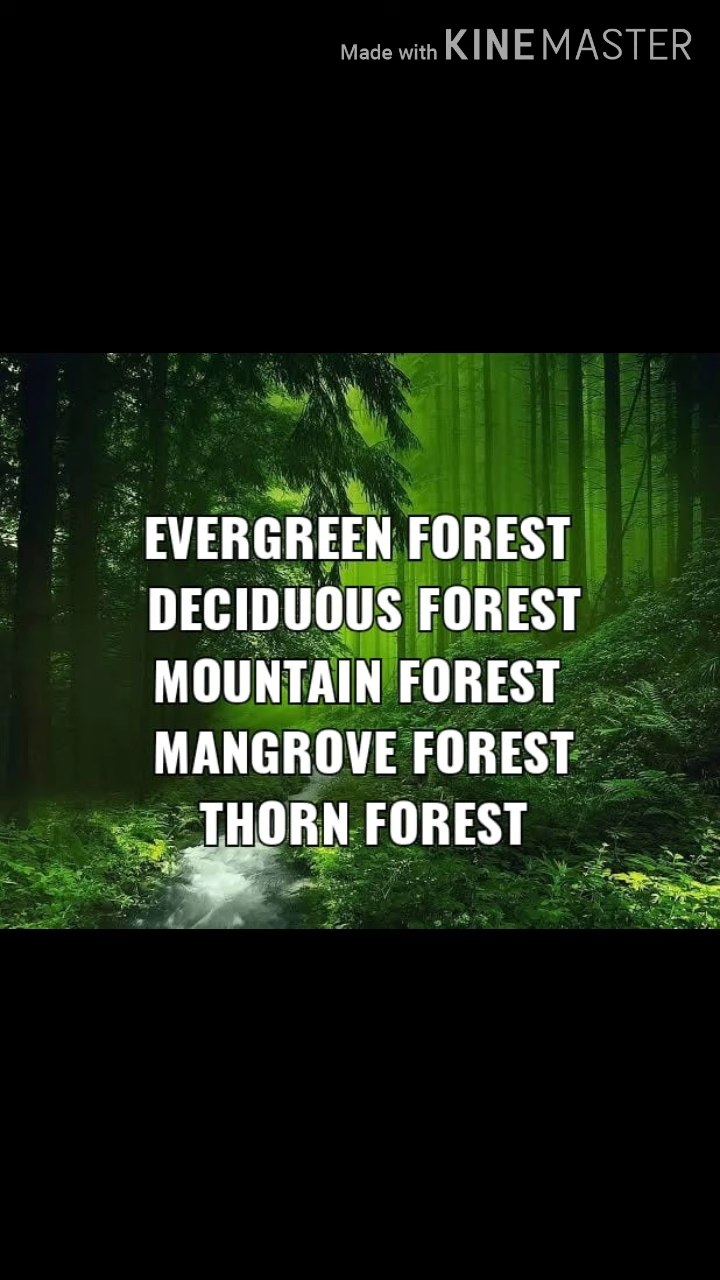 Made with KINEMASTER
EVERGREEN FOREST
DECIDUOUS FOREST
MOUNTAIN FOREST
MANGROVE FOREST
THORN FOREST